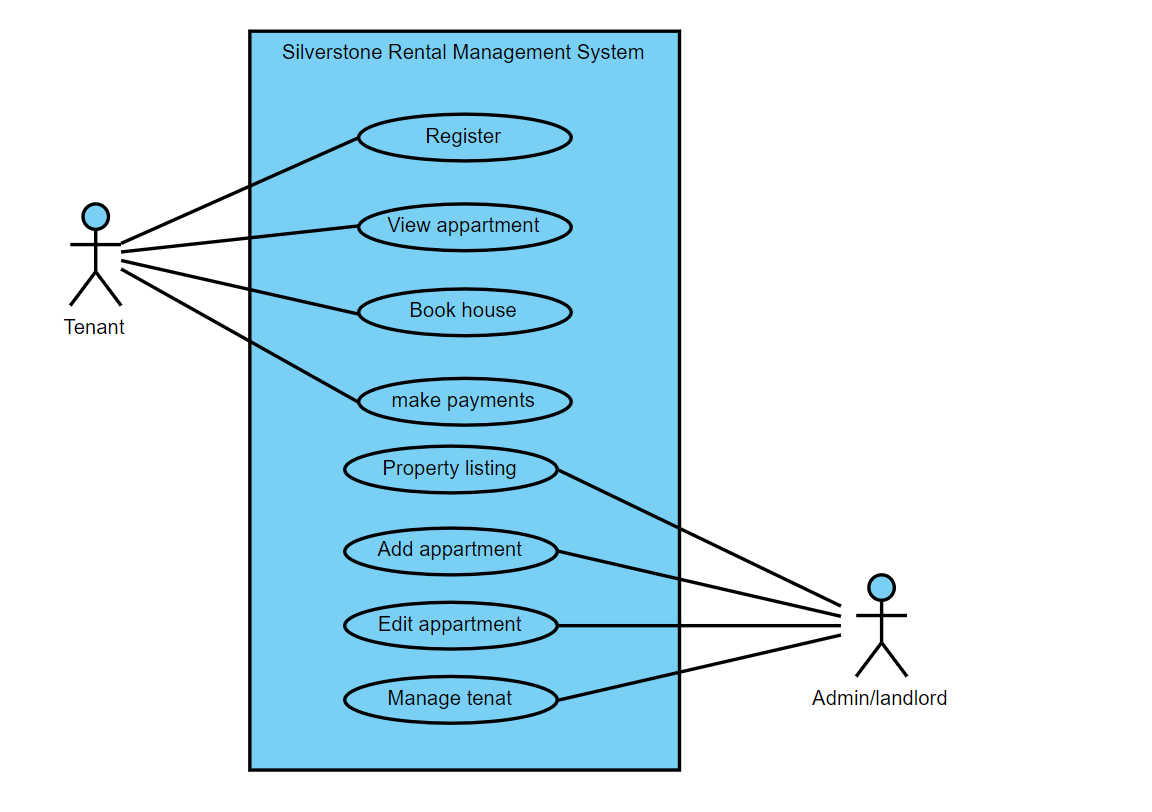 Silverstone Rental Management System
Register
View appartment
Book house
make payments
Tenant
Property listing
Add appartment
Edit appartment
Manage tenat
Admin/landlord